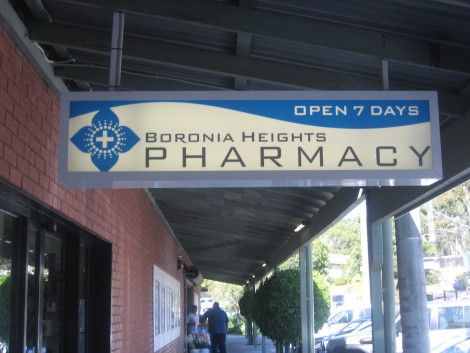 OPEN 7 DAYS
BORONIA HEIGHTS
PHARMACY